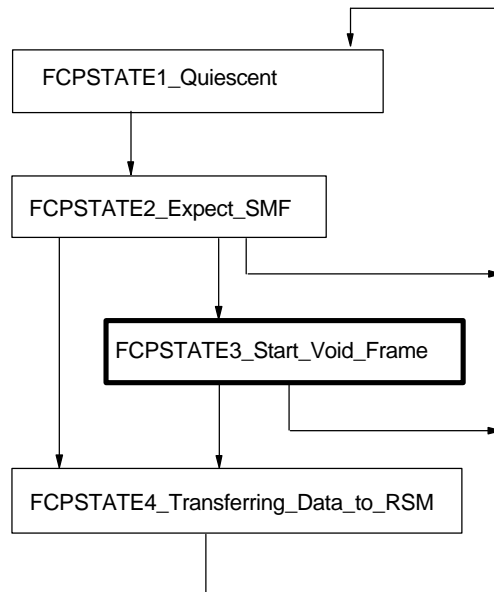 FCPSTATE1_Quiescent
FCPSTATE2_Expect_SMF
FCPSTATE3_Start_Void_Frame
FCPSTATE4_Transferring_Data_to_RSM